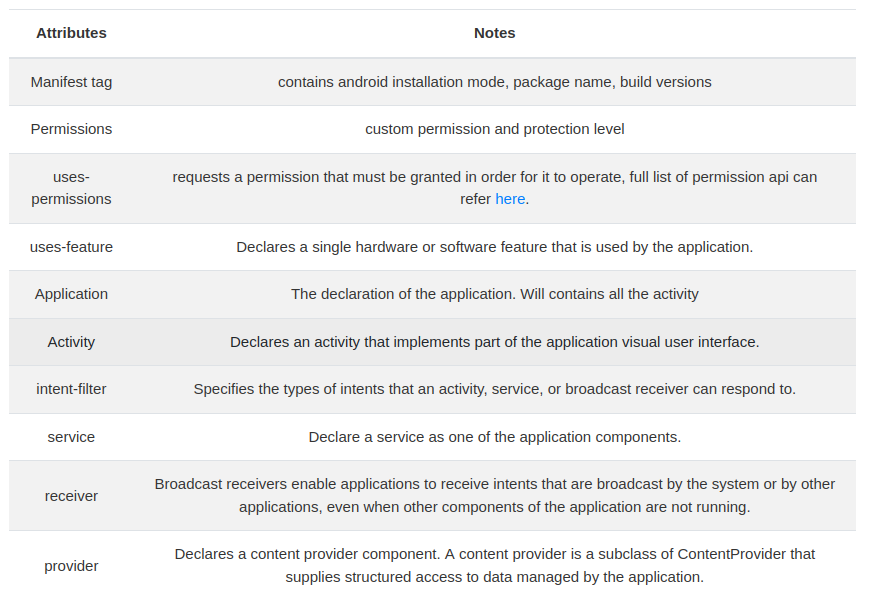 Attributes Notes
Manifest tag contains android installation mode, package name, build versions
Permissions custom permission and protection level
uses- requests a permission that must be granted in order for it to operate, full list of permission api can
permissions refer here.
uses-feature Declares a single hardware or software feature that is used by the application.
Application The declaration of the application. Will contains all the activity
Activity Declares an activity that implements part of the application visual user interface.
intent-filter Specifies the types of intents that an activity, service, or broadcast receiver can respond to.
service Declare a service as one of the application components.
receiver Broadcast receivers enable applications to receive intents that are broadcast by the system or by other
applications, even when other components of the application are not running.
provider Declares a content provider component. A content provider is a subclass of ContentProvider that
supplies structured access to data managed by the application.